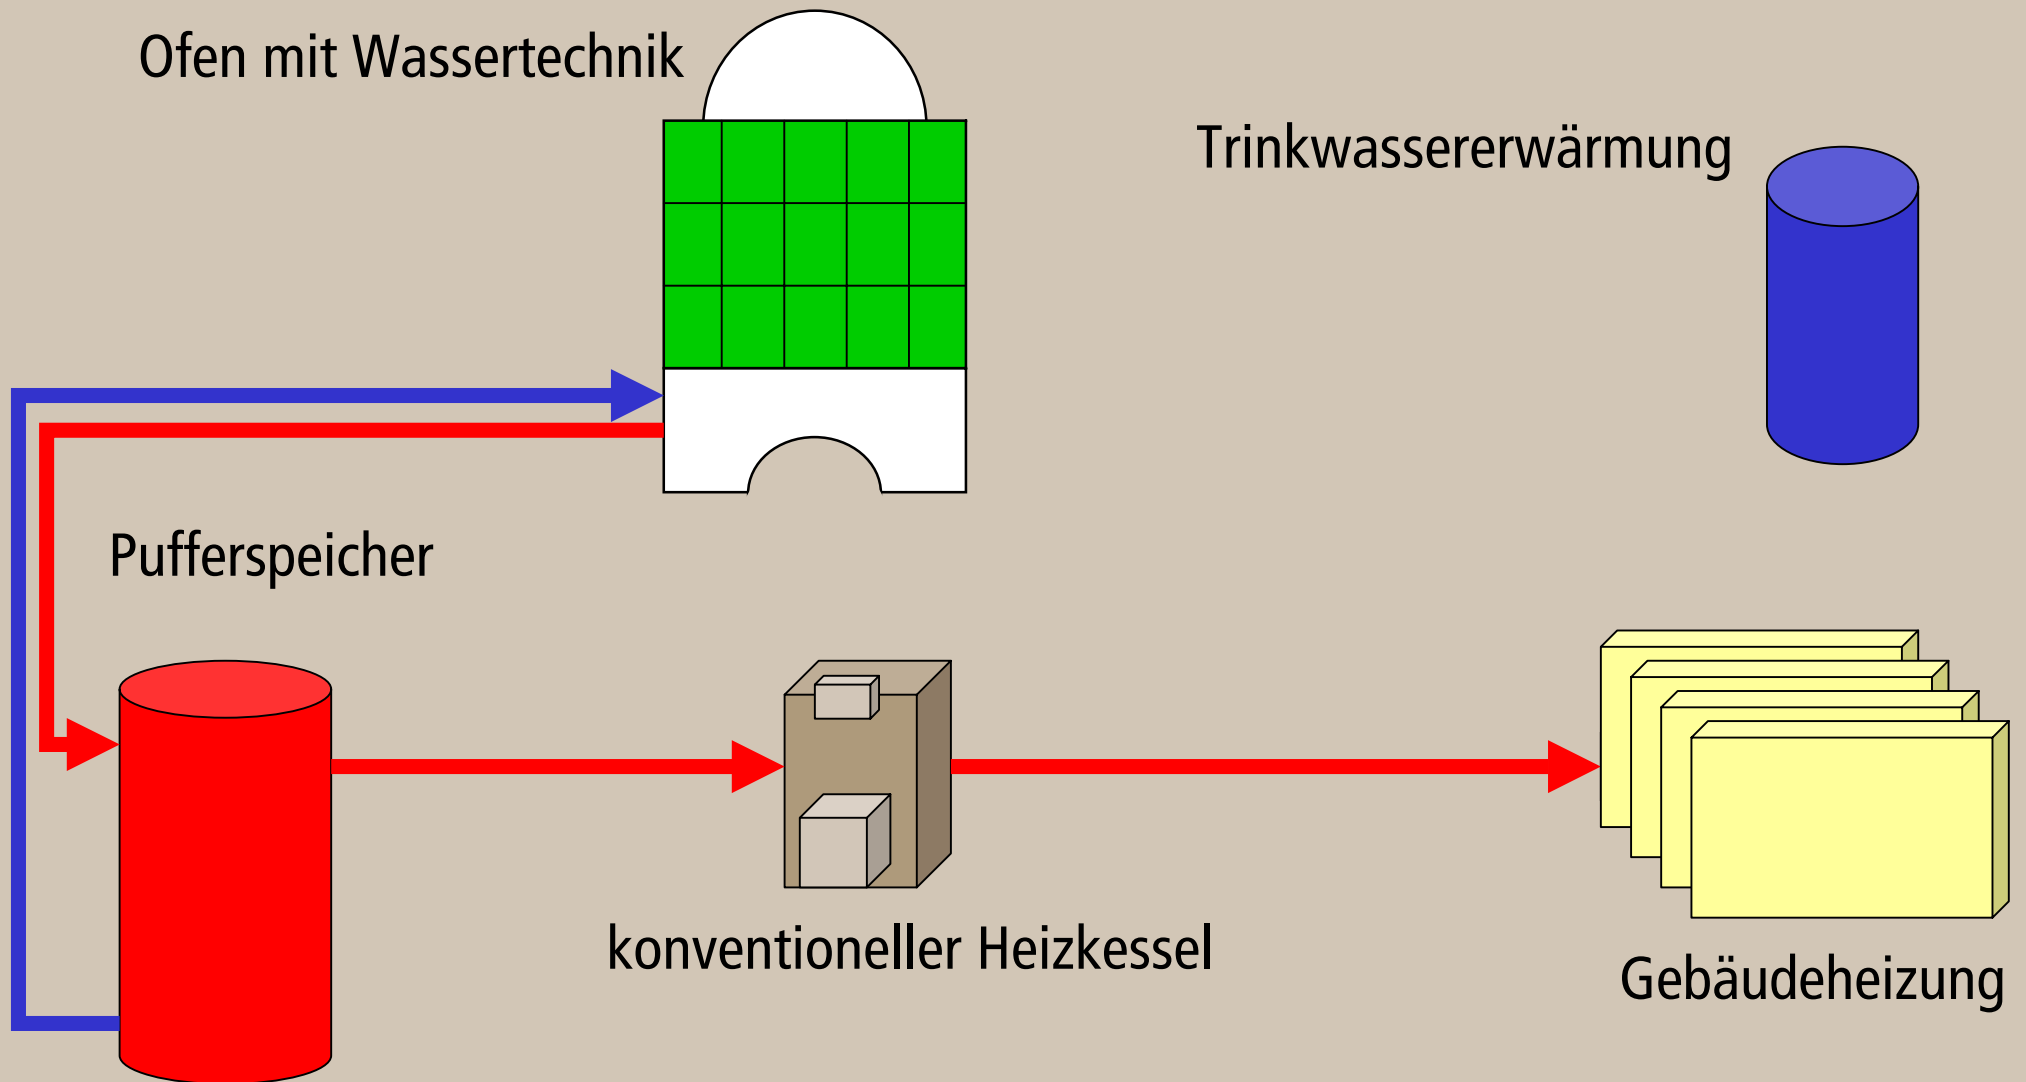 Ofen mit Wassertechnik
Trinkwassererwärmung
Pufferspeicher
konventioneller Heizkessel
Gebäudeheizung